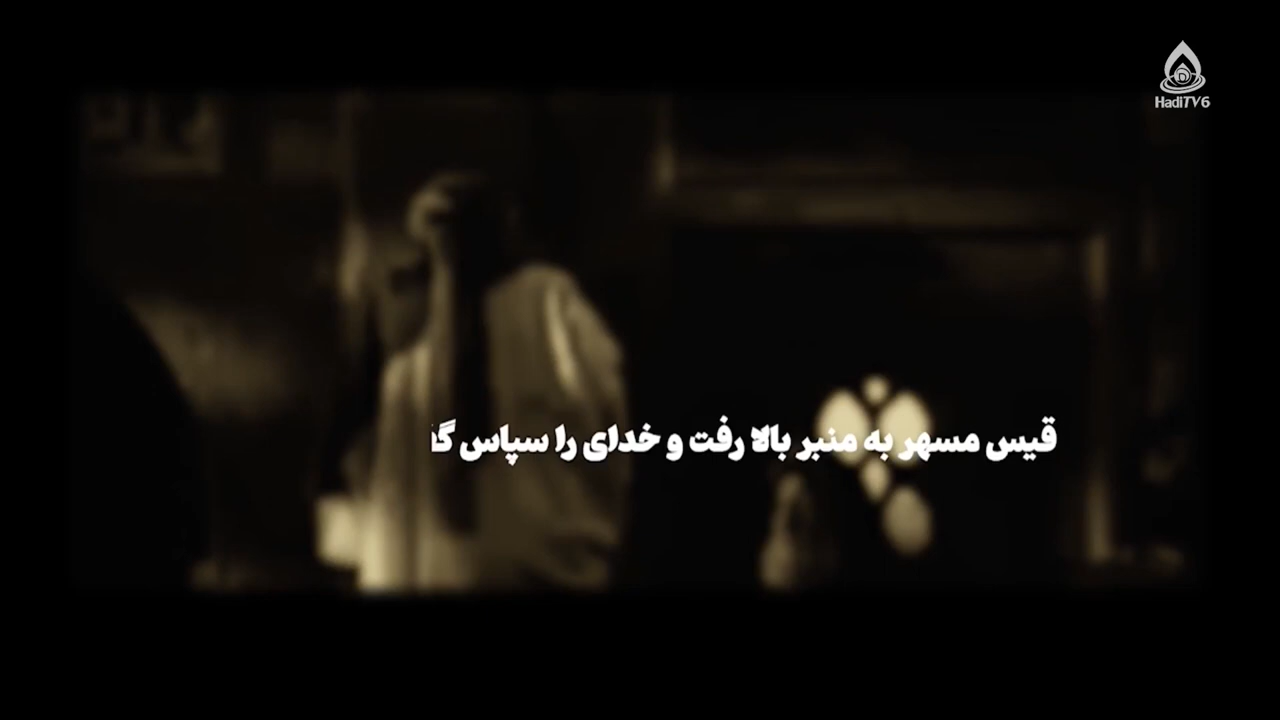 HadiTV6
قیس مسهر به منبر بالا رفت و خدای را سپاس